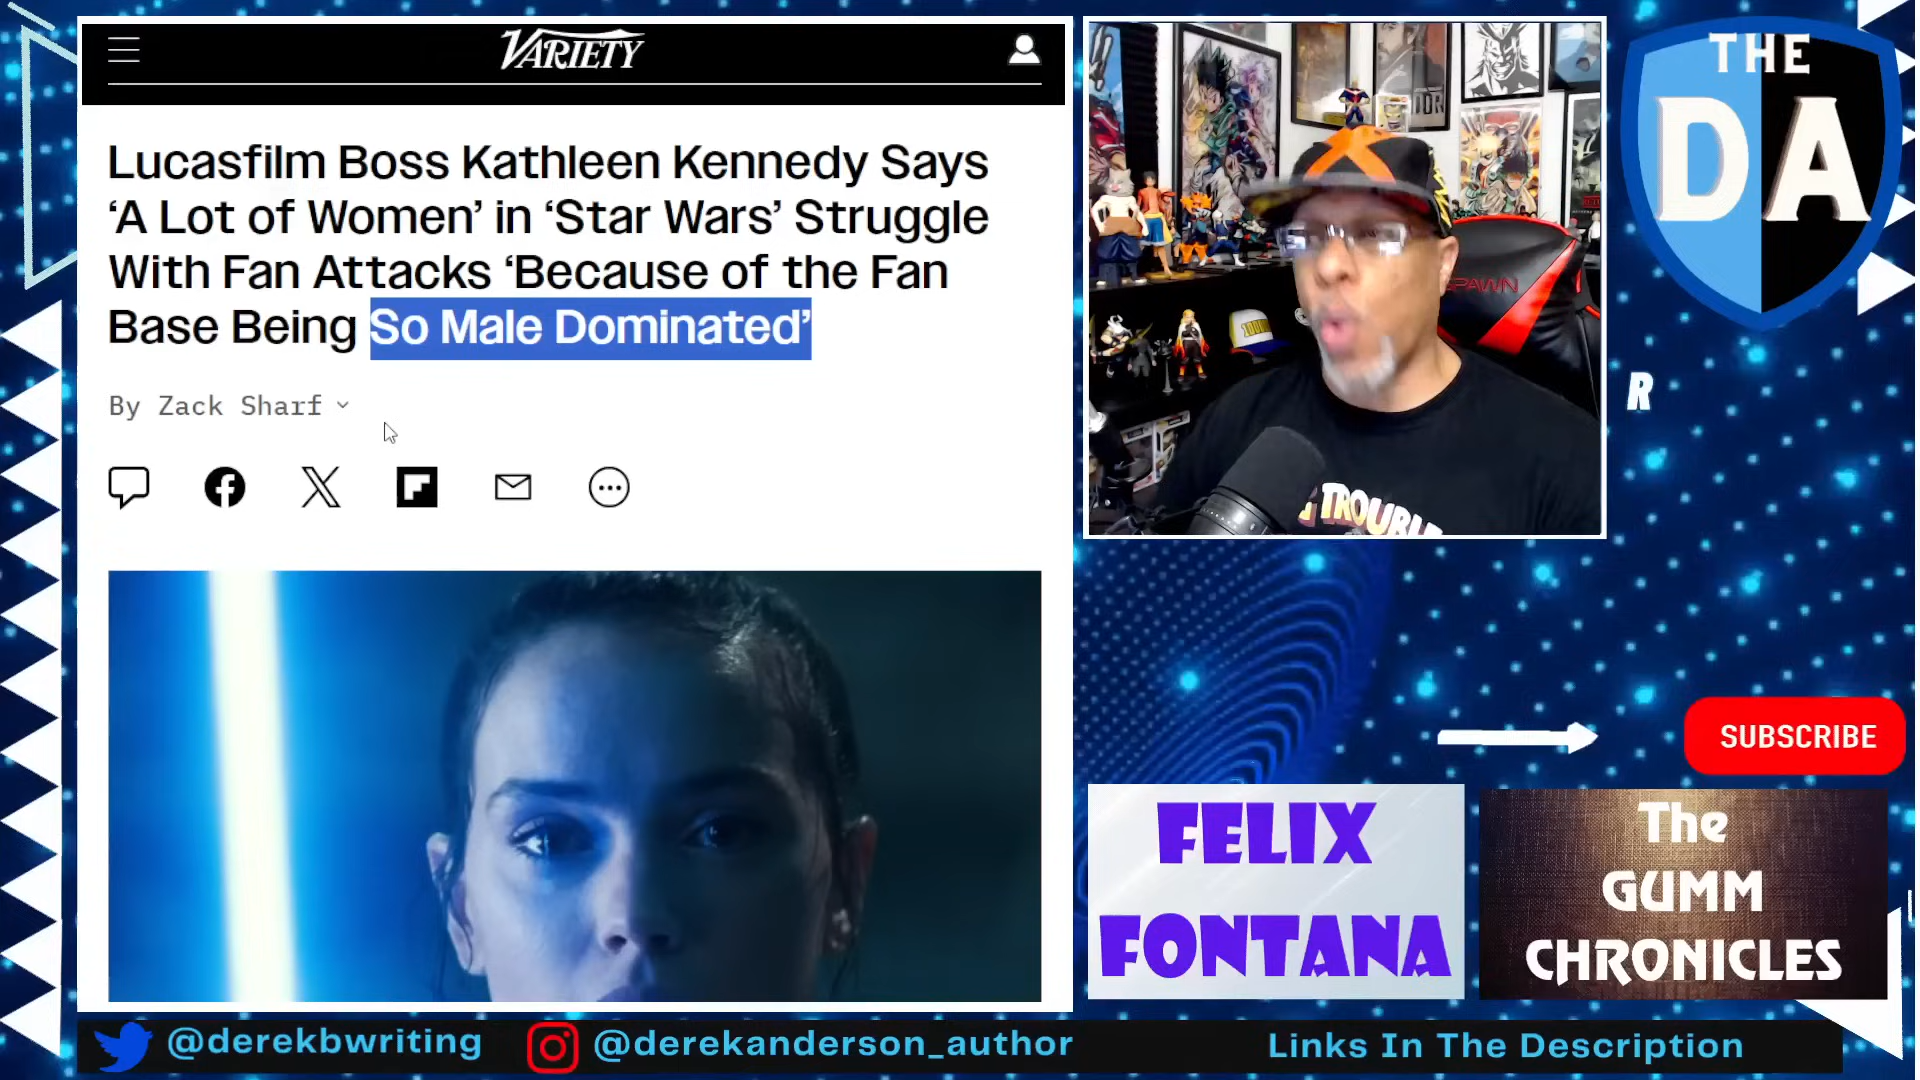 VARIETY
Lucasfilm Boss Kathleen Kennedy Says
‘A Lot of Women’ in ‘Star Wars’ Struggle
With Fan Attacks ‘Because of the Fan
Base Being So Male Dominated’
By Zack Sharf
THE
DA
R
TROUBLE
SUBSCRIBE
FELIX
FONTANA
The
GUMM
CHRONICLES
@derekbwriting
@derekanderson_author
Links In The Description